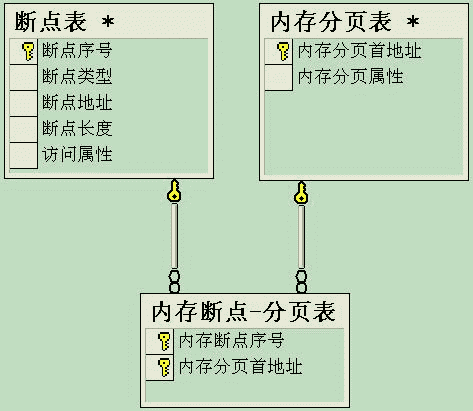 断点表 *
断点序号
断点类型
断点地址
断点长度
访问属性
内存分页表 *
内存分页首地址
内存分页属性
内存断点-分页表
内存断点序号
内存分页首地址